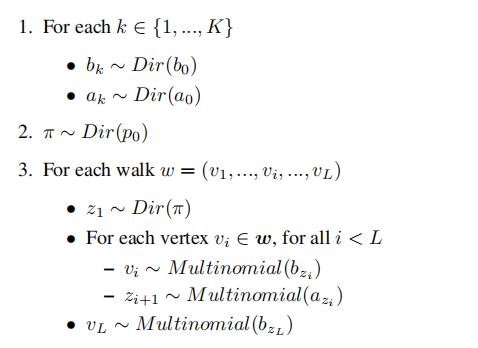 1. For each k ∈ {1, ..., K}
• b_k ∼ Dir(b_0)
• a_k ∼ Dir(a_0)
2. π ∼ Dir(p_0)
3. For each walk w = (v_1, ..., v_i, ..., v_L)
• z_1 ∼ Dir(π)
• For each vertex v_i ∈ w, for all i < L
– v_i ∼ Multinomial(b_{z_i})
– z_{i+1} ∼ Multinomial(a_{z_i})
• v_L ∼ Multinomial(b_{z_L})